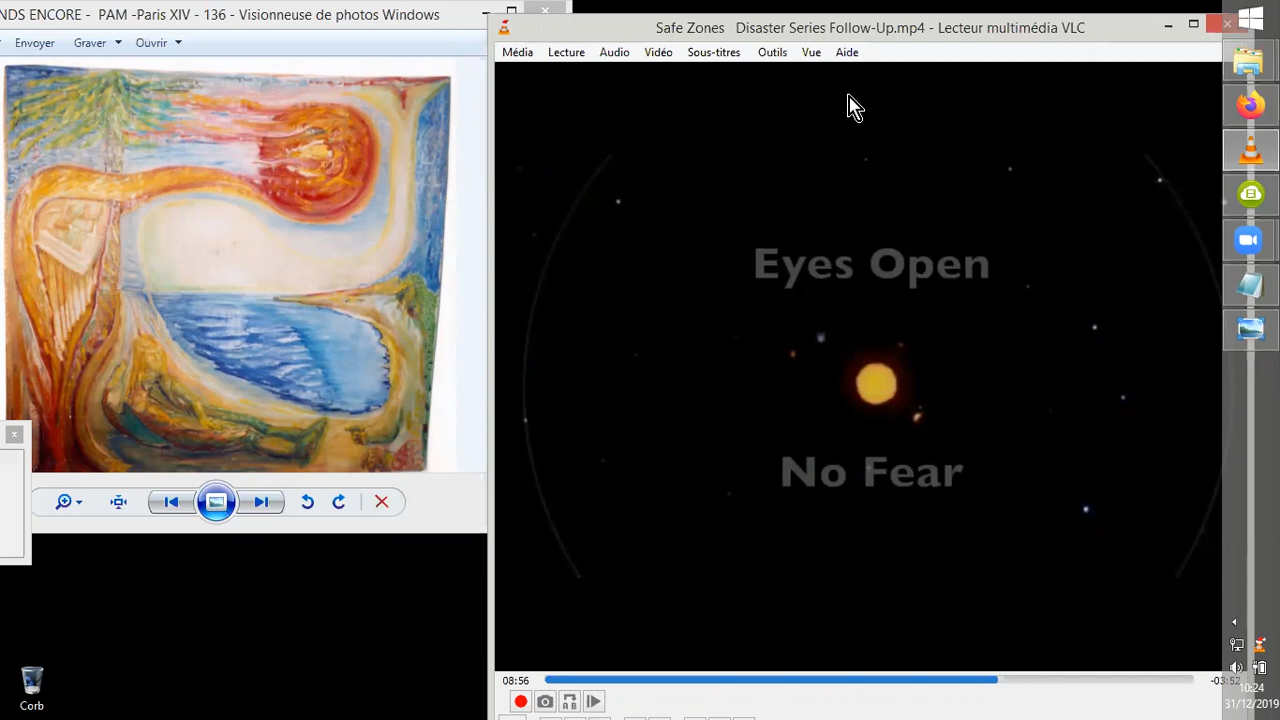 NDS ENCORE - PAM -Paris XIV - 136 - Visionneuse de photos Windows
Envoyer Graver Ouvrir
Safe Zones Disaster Series Follow-Up.mp4 - Lecteur multimédia VLC
Média Lecture Audio Vidéo Sous-titres Outils Vue Aide
Eyes Open
No Fear
08:56
-03:52
A B
Corb
10:24
31/12/2019